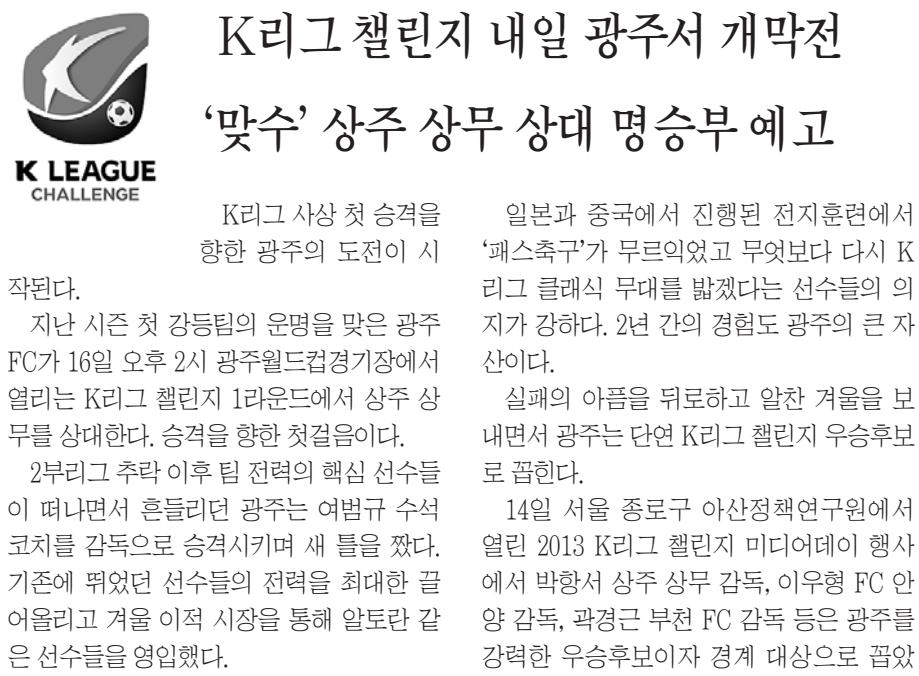 K리그 챌린지 내일 광주서 개막전
‘맞수’ 상주 상무 상대 명승부 예고
K LEAGUE
CHALLENGE
K리그 사상 첫 승격을
향한 광주의 도전이 시
작된다.
지난 시즌 첫 강등팀의 운명을 맞은 광주
FC가 16일 오후 2시 광주월드컵경기장에서
열리는 K리그 챌린지 1라운드에서 상주 상
무를 상대한다. 승격을 향한 첫걸음이다.
2부리그 추락 이후 팀 전력의 핵심 선수들
이 떠나면서 흔들리던 광주는 여범규 수석
코치를 감독으로 승격시키며 새 틀을 짰다.
기존에 뛰었던 선수들의 전력을 최대한 끌
어올리고 겨울 이적 시장을 통해 알토란 같
은 선수들을 영입했다.
일본과 중국에서 진행된 전지훈련에서
‘패스축구’가 무르익었고 무엇보다 다시 K
리그 클래식 무대를 밟겠다는 선수들의 의
지가 강하다. 2년 간의 경험도 광주의 큰 자
산이다.
실패의 아픔을 뒤로하고 알찬 겨울을 보
내면서 광주는 단연 K리그 챌린지 우승후보
로 꼽힌다.
14일 서울 종로구 아산정책연구원에서
열린 2013 K리그 챌린지 미디어데이 행사
에서 박항서 상주 상무 감독, 이우형 FC 안
양 감독, 곽경근 부천 FC 감독 등은 광주를
강력한 우승후보이자 경계 대상으로 꼽았